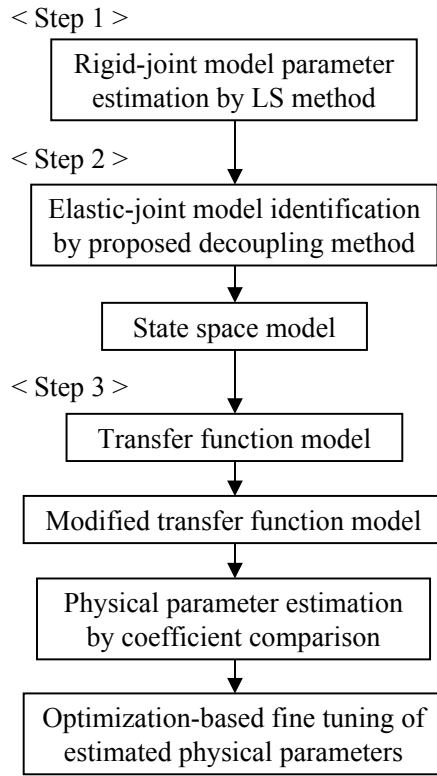 < Step 1 >
Rigid-joint model parameter
estimation by LS method
< Step 2 >
Elastic-joint model identification
by proposed decoupling method
State space model
< Step 3 >
Transfer function model
Modified transfer function model
Physical parameter estimation
by coefficient comparison
Optimization-based fine tuning of
estimated physical parameters